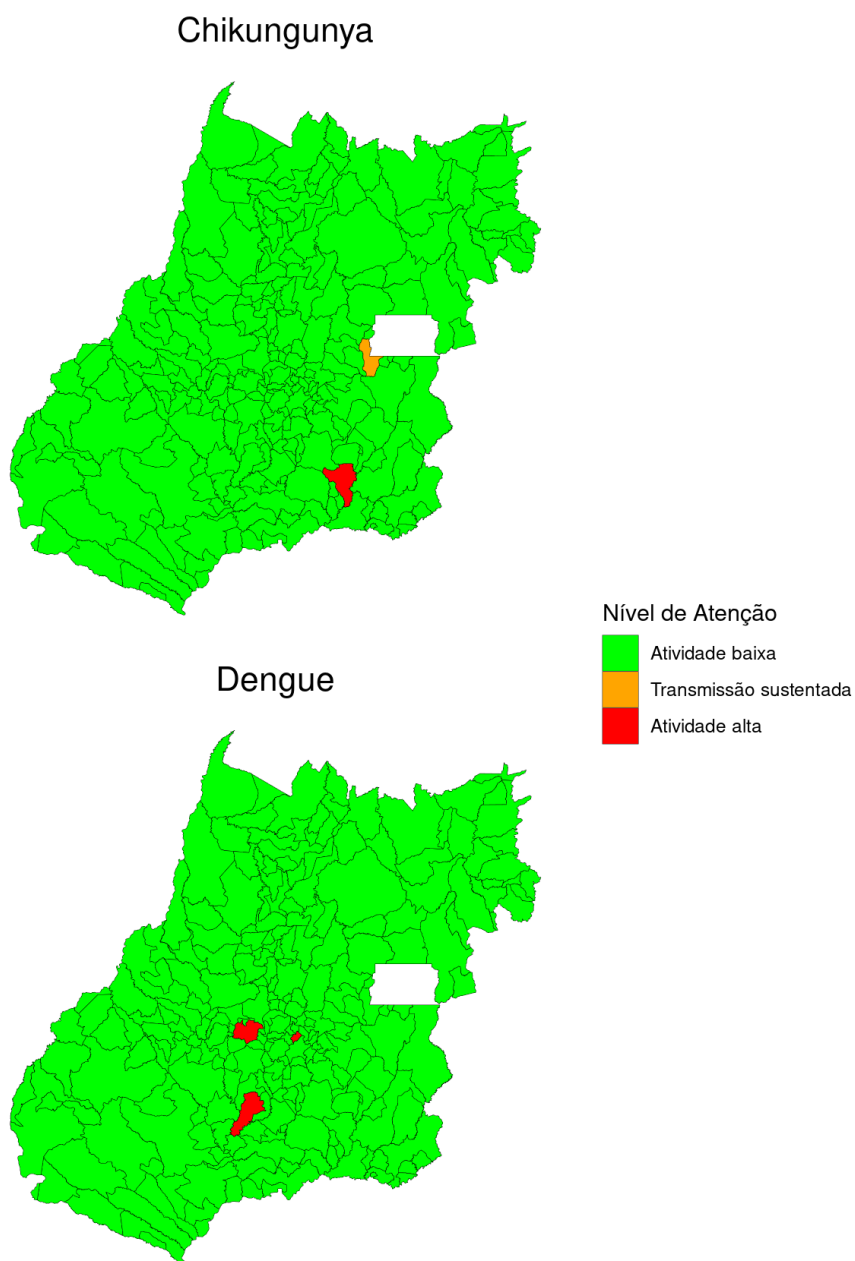 Chikungunya
Nível de Atenção
Atividade baixa
Transmissão sustentada
Atividade alta
Dengue